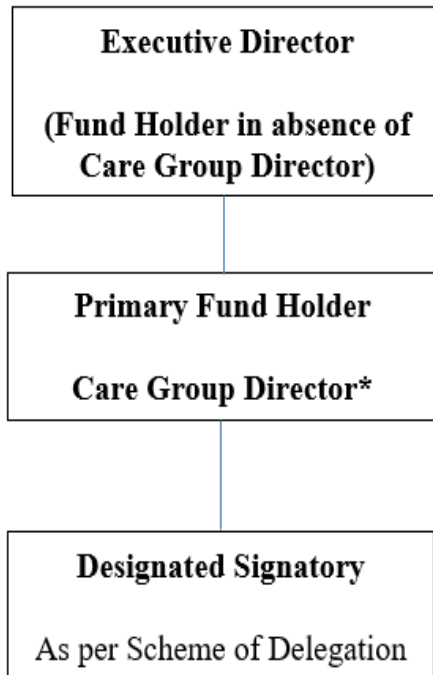 Executive Director
(Fund Holder in absence of
Care Group Director)
Primary Fund Holder
Care Group Director*
Designated Signatory
As per Scheme of Delegation